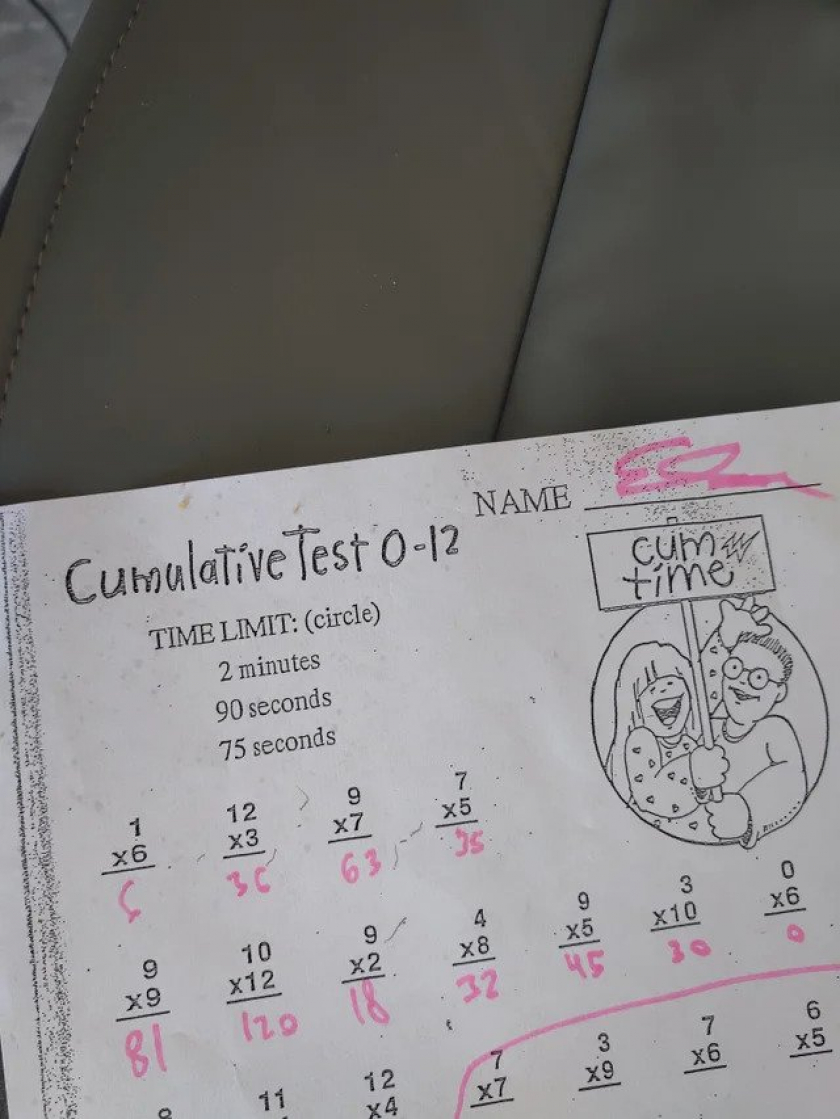 NAME
cum
time
Cumulative Test 0-12
TIME LIMIT: (circle)
2 minutes
90 seconds
75 seconds
1 12 9 7
x6 x3 x7 x5
36 63 35
9 10 9 4 9 3 0
x9 x12 x2 x8 x5 x10 x6
81 120 18 32 45 30 0
11 12 7 3 7 6
x4 x7 x9 x6 x5